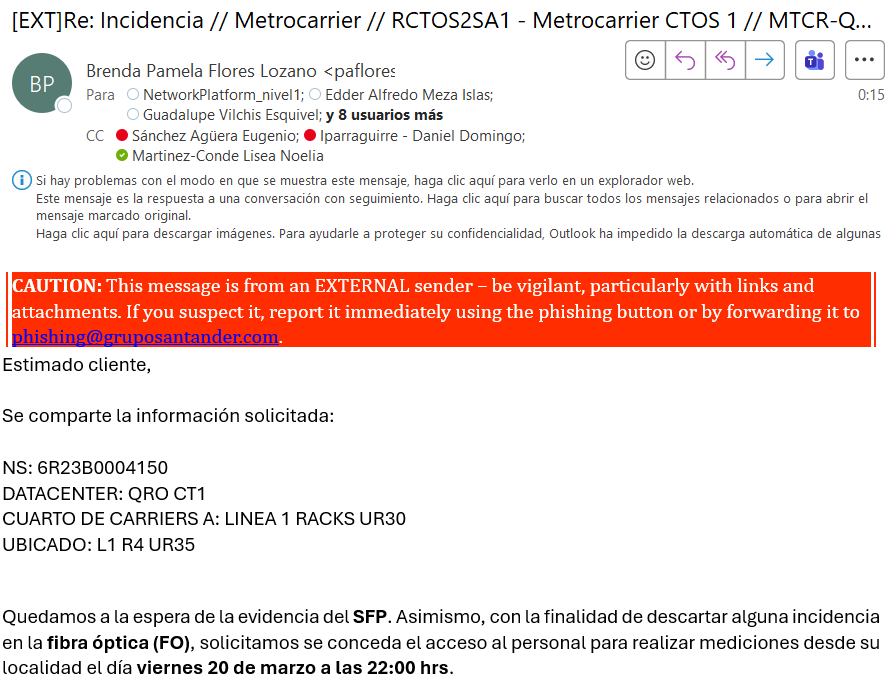 [EXT]Re: Incidencia // Metrocarrier // RCTOS2SA1 - Metrocarrier CTOS 1 // MTCR-Q...
BP
Brenda Pamela Flores Lozano <paflores
Para NetworkPlatform_nivel1; Edder Alfredo Meza Islas;
Guadalupe Vilchis Esquivel; y 8 usuarios más
0:15
CC Sánchez Agüera Eugenio; Iparraguirre - Daniel Domingo;
Martinez-Conde Lisea Noelia
Si hay problemas con el modo en que se muestra este mensaje, haga clic aquí para verlo en un explorador web.
Este mensaje es la respuesta a una conversación con seguimiento. Haga clic aquí para buscar todos los mensajes relacionados o para abrir el
mensaje marcado original.
Haga clic aquí para descargar imágenes. Para ayudarle a proteger su confidencialidad, Outlook ha impedido la descarga automática de algunas
CAUTION: This message is from an EXTERNAL sender – be vigilant, particularly with links and
attachments. If you suspect it, report it immediately using the phishing button or by forwarding it to
phishing@gruposantander.com.
Estimado cliente,
Se comparte la información solicitada:
NS: 6R23B0004150
DATACENTER: QRO CT1
CUARTO DE CARRIERS A: LINEA 1 RACKS UR30
UBICADO: L1 R4 UR35
Quedamos a la espera de la evidencia del SFP. Asimismo, con la finalidad de descartar alguna incidencia
en la fibra óptica (FO), solicitamos se conceda el acceso al personal para realizar mediciones desde su
localidad el día viernes 20 de marzo a las 22:00 hrs.